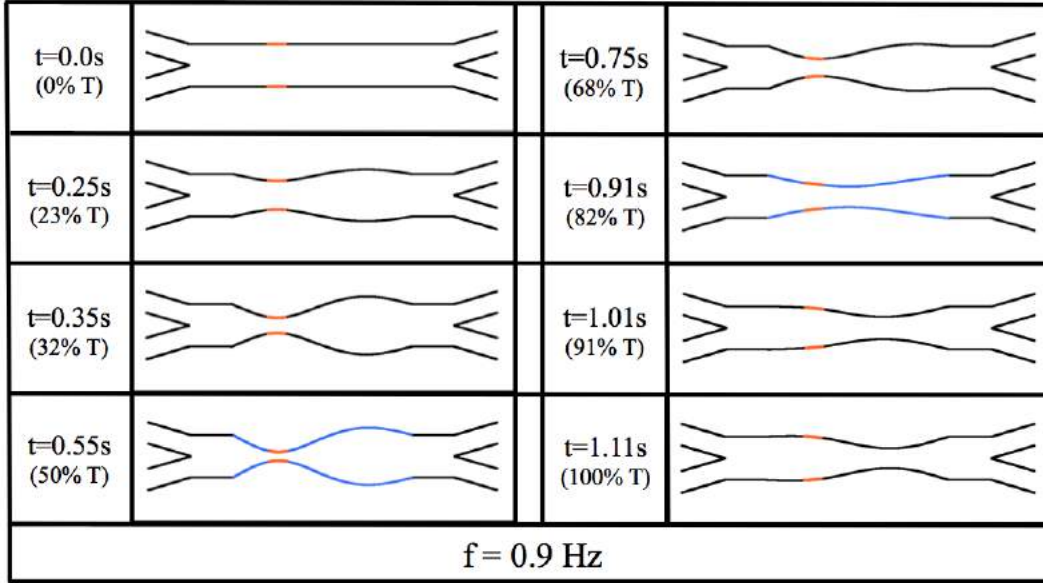 t=0.0s
(0% T)
t=0.75s
(68% T)
t=0.25s
(23% T)
t=0.91s
(82% T)
t=0.35s
(32% T)
t=1.01s
(91% T)
t=0.55s
(50% T)
t=1.11s
(100% T)
f = 0.9 Hz